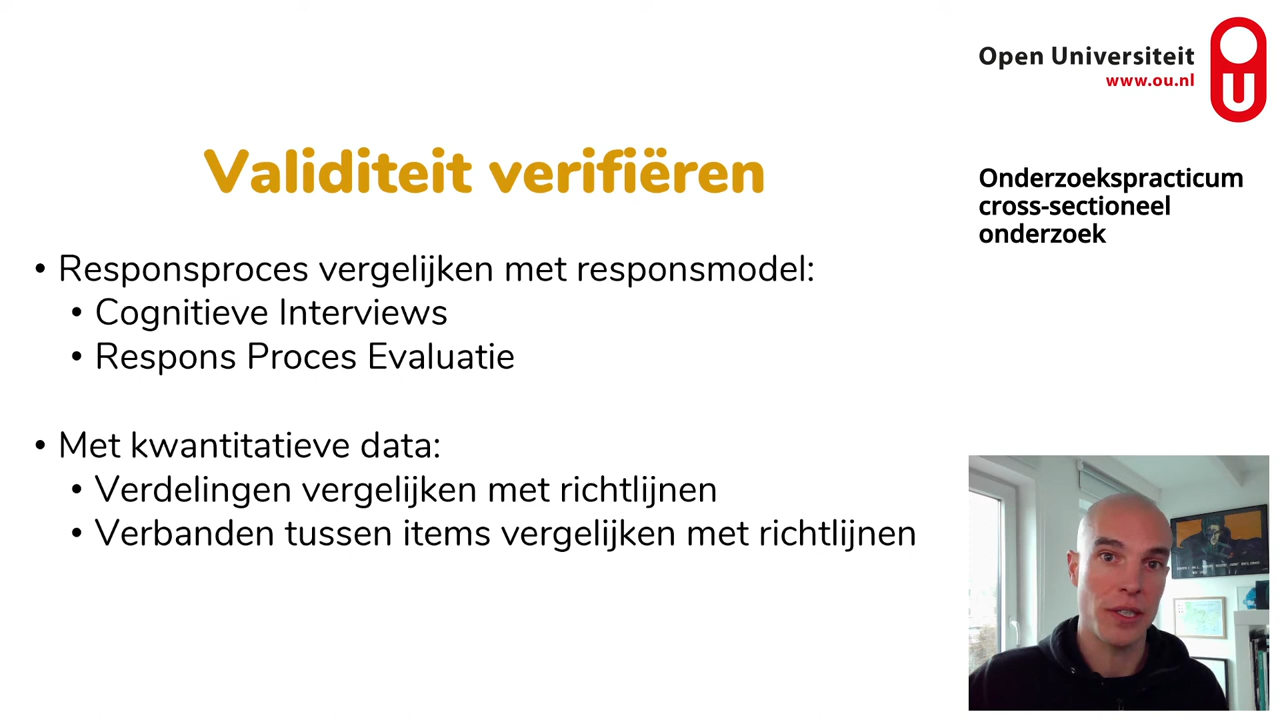 Open Universiteit
www.ou.nl
Validiteit verifiëren
Onderzoekspracticum
cross-sectioneel
onderzoek
• Responsproces vergelijken met responsmodel:
• Cognitieve Interviews
• Respons Proces Evaluatie
• Met kwantitatieve data:
• Verdelingen vergelijken met richtlijnen
• Verbanden tussen items vergelijken met richtlijnen